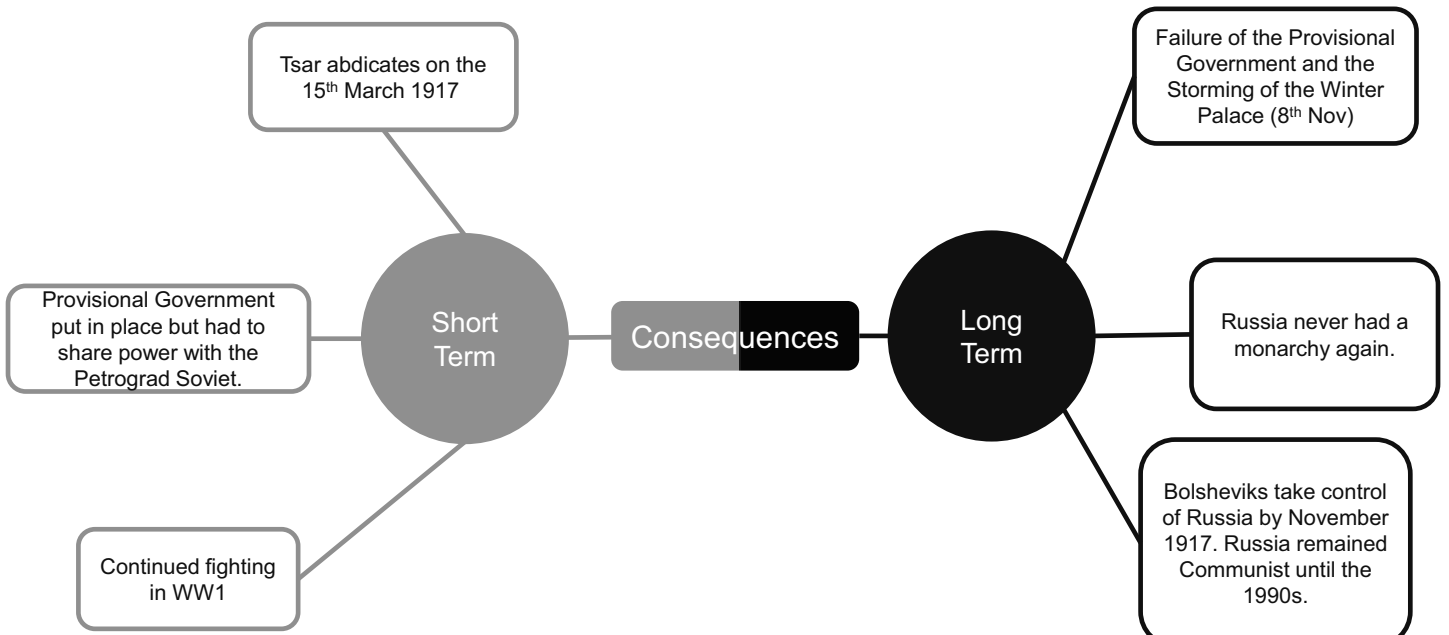 Tsar abdicates on the
15th March 1917
Provisional Government
put in place but had to
share power with the
Petrograd Soviet.
Continued fighting
in WW1
Short
Term
Consequences
Long
Term
Failure of the Provisional
Government and the
Storming of the Winter
Palace (8th Nov)
Russia never had a
monarchy again.
Bolsheviks take control
of Russia by November
1917. Russia remained
Communist until the
1990s.